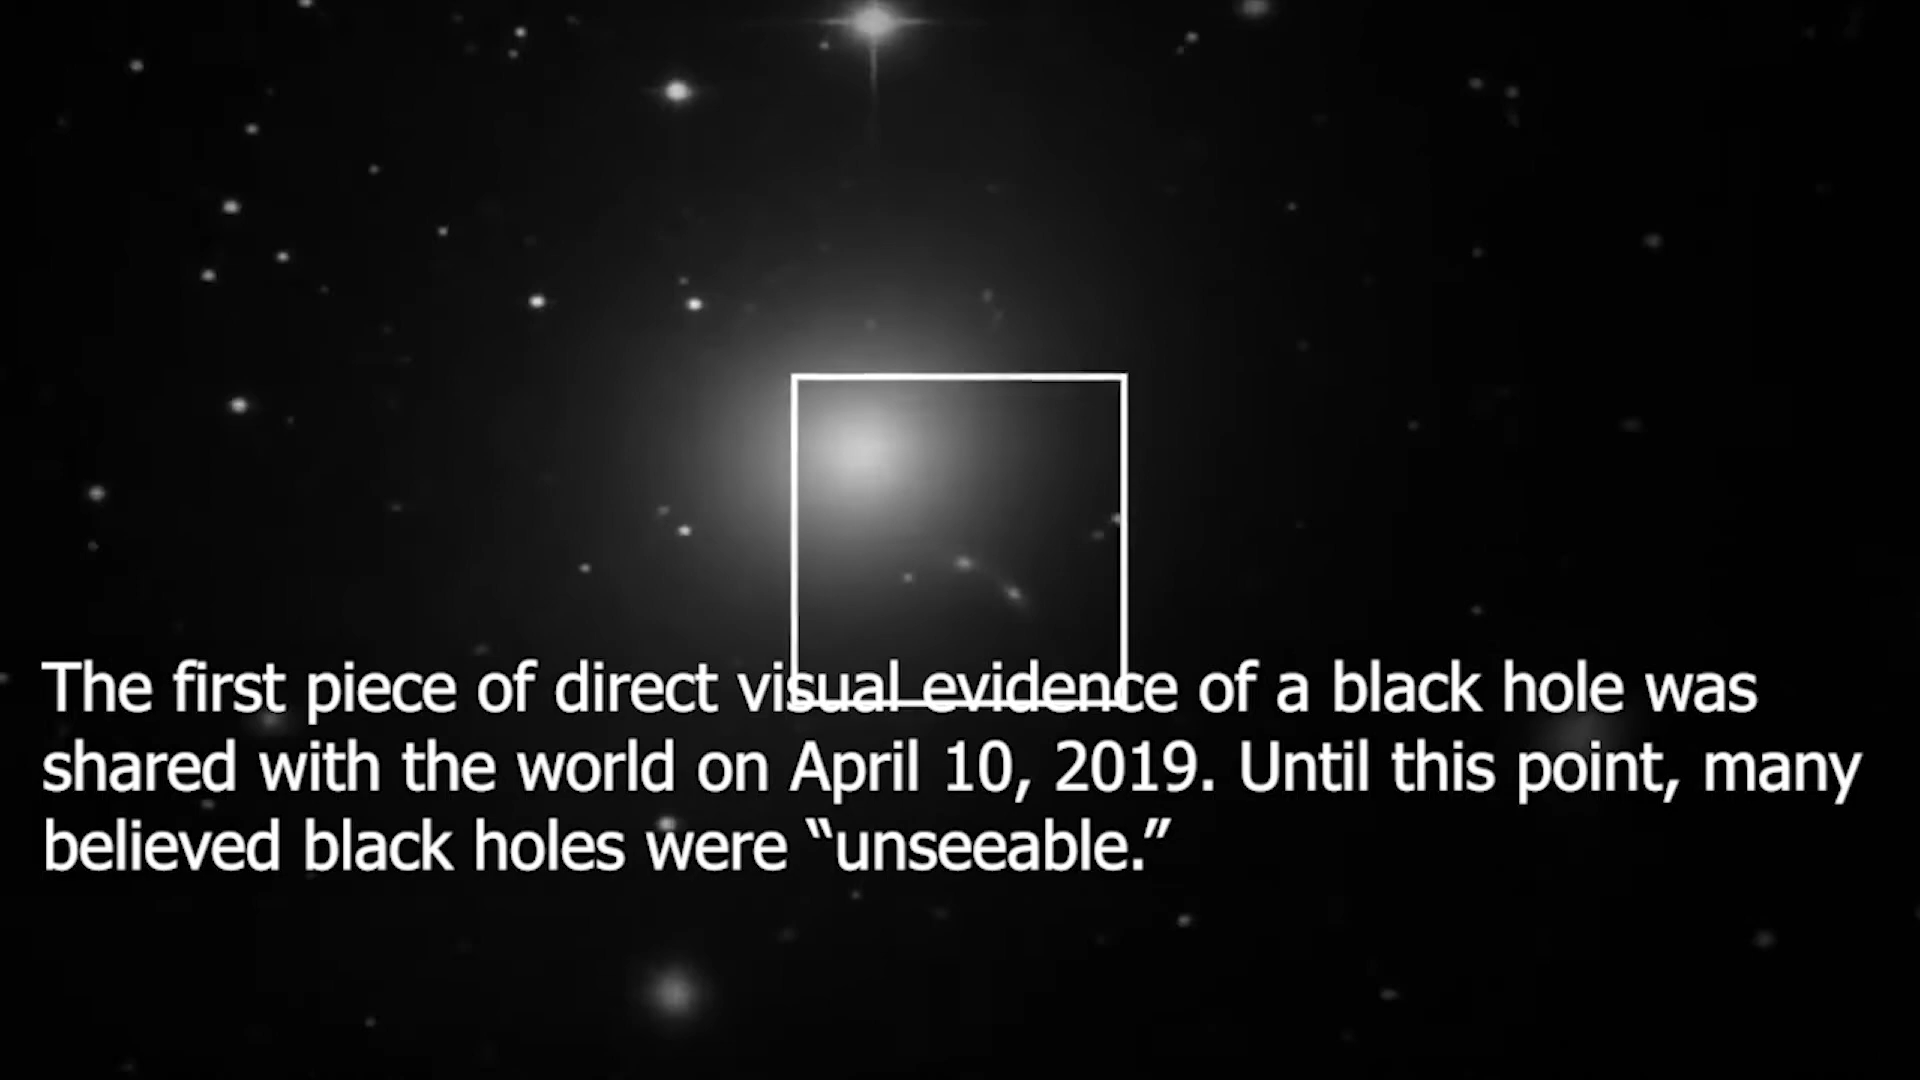 The first piece of direct visual evidence of a black hole was
shared with the world on April 10, 2019. Until this point, many
believed black holes were “unseeable.”